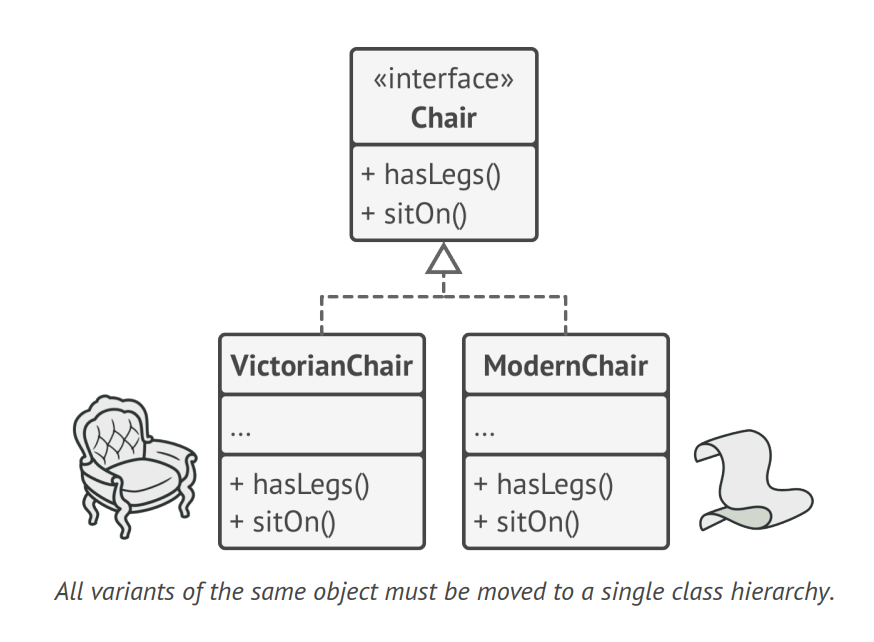 «interface»
Chair
+ hasLegs()
+ sitOn()
VictorianChair
...
+ hasLegs()
+ sitOn()
ModernChair
...
+ hasLegs()
+ sitOn()
All variants of the same object must be moved to a single class hierarchy.